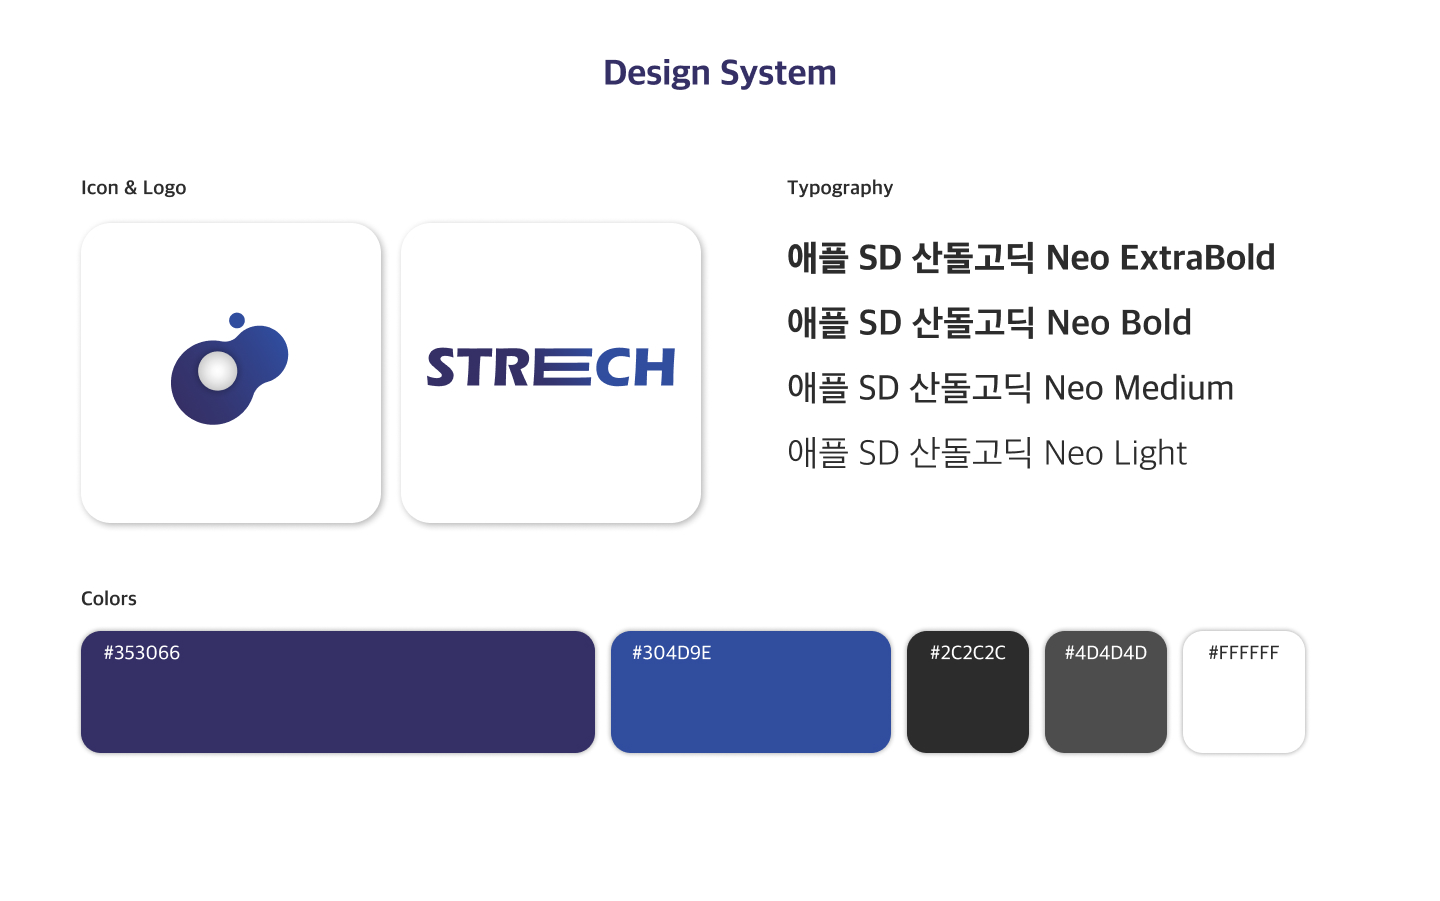 Design System
Icon & Logo
STRECH
Typography
애플 SD 산돌고딕 Neo ExtraBold
애플 SD 산돌고딕 Neo Bold
애플 SD 산돌고딕 Neo Medium
애플 SD 산돌고딕 Neo Light
Colors
#353066
#304D9E
#2C2C2C
#4D4D4D
#FFFFFF